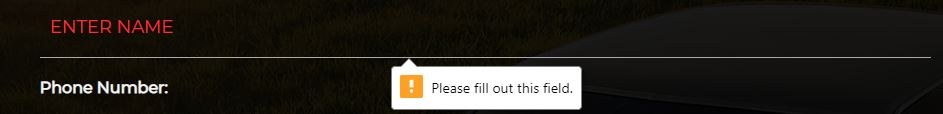 ENTER NAME
Please fill out this field.
Phone Number: